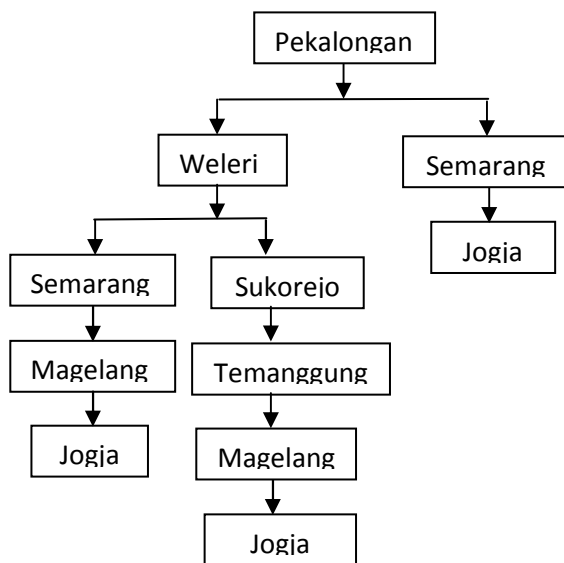 Pekalongan
Weleri
Semarang
Semarang
Sukorejo
Jogja
Magelang
Temanggung
Jogja
Magelang
Jogja